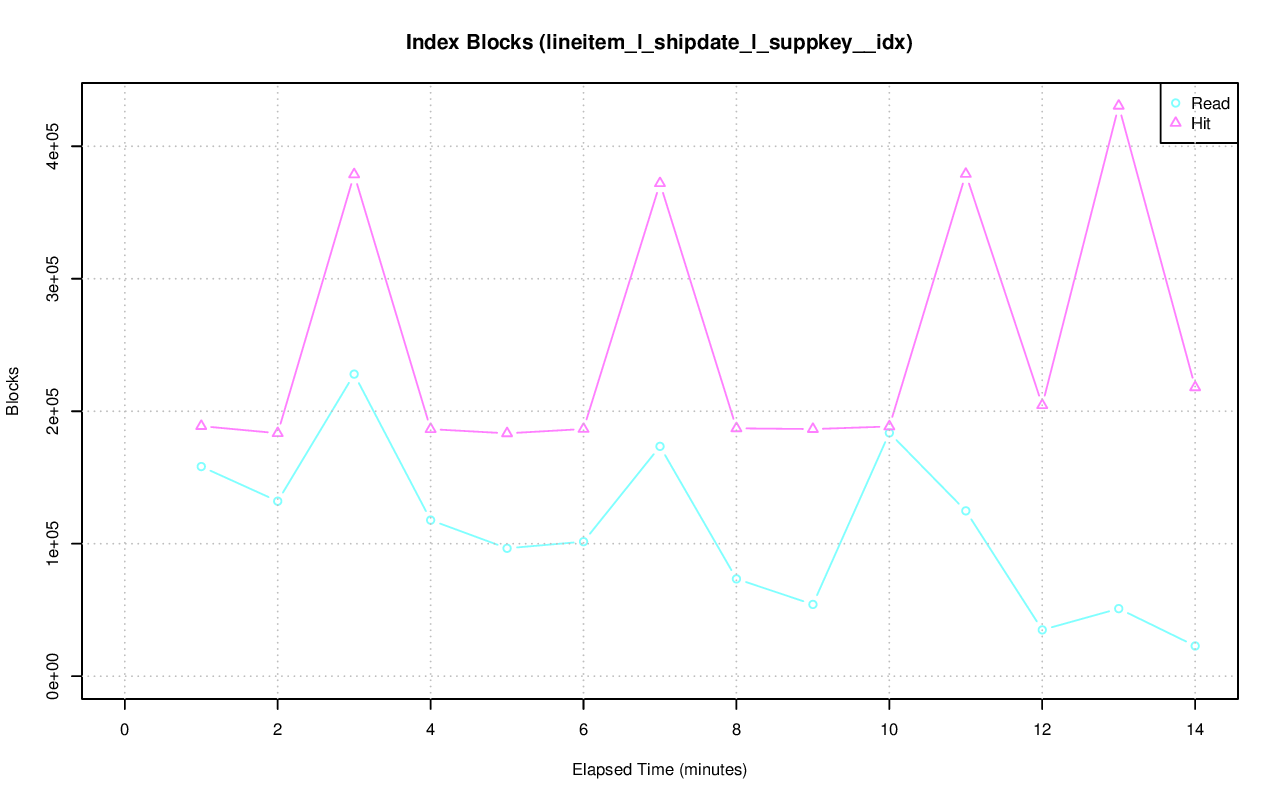 Index Blocks (lineitem_l_shipdate_l_suppkey__idx)
Read
Hit
Blocks
4e+05
3e+05
2e+05
1e+05
0e+00
0 2 4 6 8 10 12 14
Elapsed Time (minutes)